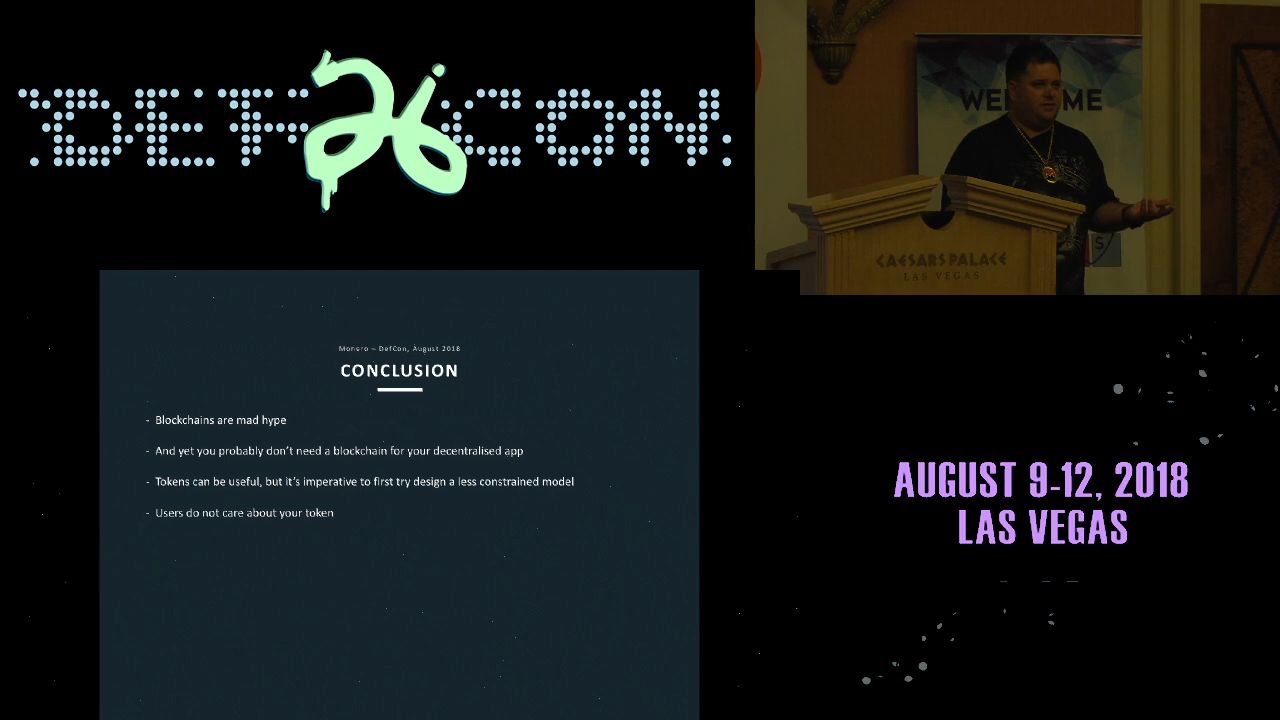 DEF CON 26
WELCOME
CAESARS PALACE
LAS VEGAS
Monero – DefCon, August 2018
CONCLUSION
- Blockchains are mad hype
- And yet you probably don't need a blockchain for your decentralised app
- Tokens can be useful, but it's imperative to first try design a less constrained model
- Users do not care about your token
AUGUST 9-12, 2018
LAS VEGAS